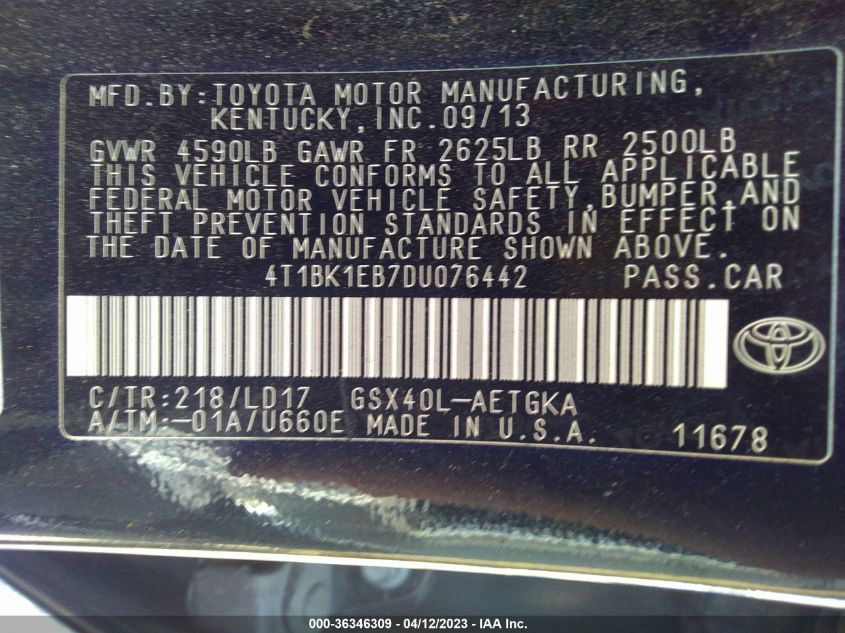 MFD.BY:TOYOTA MOTOR MANUFACTURING,
KENTUCKY,INC.09/13
GVWR 4590LB GAWR FR 2625LB RR 2500LB
THIS VEHICLE CONFORMS TO ALL APPLICABLE
FEDERAL MOTOR VEHICLE SAFETY,BUMPER,AND
THEFT PREVENTION STANDARDS IN EFFECT ON
THE DATE OF MANUFACTURE SHOWN ABOVE.
4T1BK1EB7DU076442 PASS.CAR
C/TR:218/LD17 GSX40L-AETGKA
A/TM:-01A/U660E MADE IN U.S.A. 11678
000-36346309 - 04/12/2023 - IAA Inc.